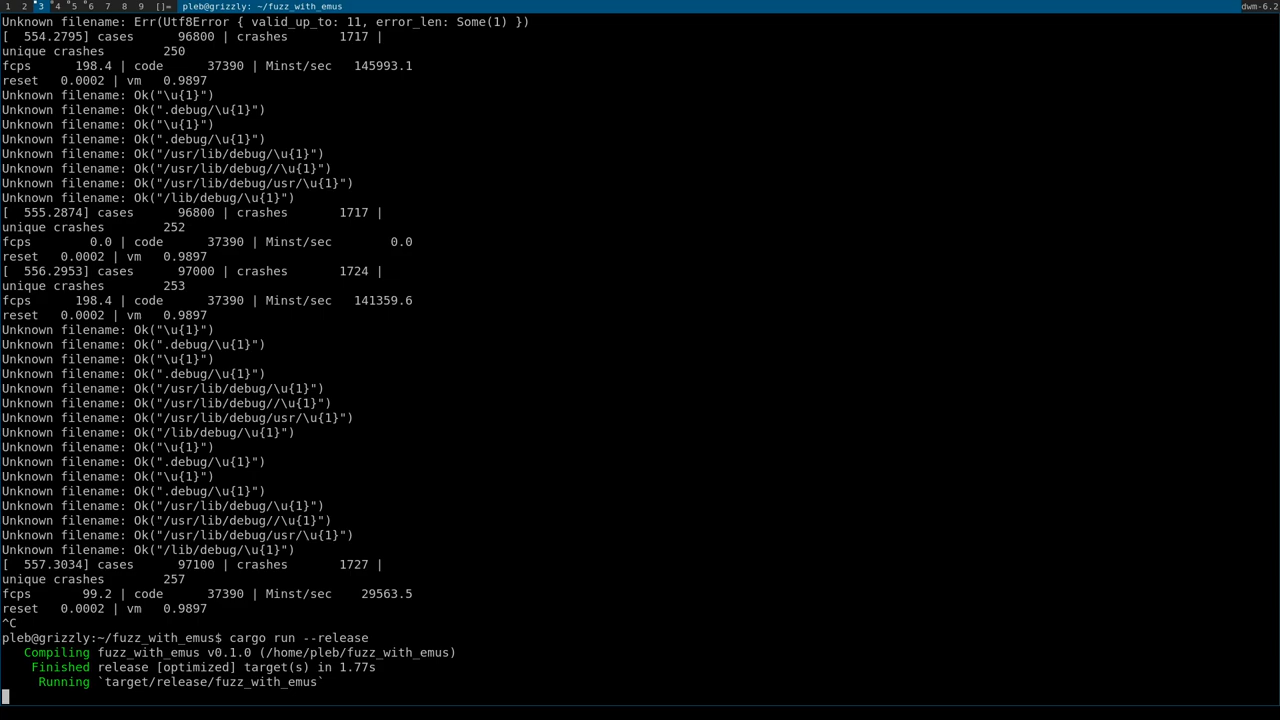 1 2 3 4 5 6 7 8 9 []= pleb@grizzly: ~/fuzz_with_emus dwm-6.2
Unknown filename: Err(Utf8Error { valid_up_to: 11, error_len: Some(1) })
[  554.2795] cases      96800 | crashes       1717 |
unique crashes        250
fcps      198.4 | code      37390 | Minst/sec   145993.1
reset   0.0002 | vm   0.9897
Unknown filename: Ok("\u{1}")
Unknown filename: Ok(".debug/\u{1}")
Unknown filename: Ok("\u{1}")
Unknown filename: Ok(".debug/\u{1}")
Unknown filename: Ok("/usr/lib/debug/\u{1}")
Unknown filename: Ok("/usr/lib/debug//\u{1}")
Unknown filename: Ok("/usr/lib/debug/usr/\u{1}")
Unknown filename: Ok("/lib/debug/\u{1}")
[  555.2874] cases      96800 | crashes       1717 |
unique crashes        252
fcps        0.0 | code      37390 | Minst/sec        0.0
reset   0.0002 | vm   0.9897
[  556.2953] cases      97000 | crashes       1724 |
unique crashes        253
fcps      198.4 | code      37390 | Minst/sec   141359.6
reset   0.0002 | vm   0.9897
Unknown filename: Ok("\u{1}")
Unknown filename: Ok(".debug/\u{1}")
Unknown filename: Ok("\u{1}")
Unknown filename: Ok(".debug/\u{1}")
Unknown filename: Ok("/usr/lib/debug/\u{1}")
Unknown filename: Ok("/usr/lib/debug//\u{1}")
Unknown filename: Ok("/usr/lib/debug/usr/\u{1}")
Unknown filename: Ok("/lib/debug/\u{1}")
Unknown filename: Ok("\u{1}")
Unknown filename: Ok(".debug/\u{1}")
Unknown filename: Ok("\u{1}")
Unknown filename: Ok(".debug/\u{1}")
Unknown filename: Ok("/usr/lib/debug/\u{1}")
Unknown filename: Ok("/usr/lib/debug//\u{1}")
Unknown filename: Ok("/usr/lib/debug/usr/\u{1}")
Unknown filename: Ok("/lib/debug/\u{1}")
[  557.3034] cases      97100 | crashes       1727 |
unique crashes        257
fcps       99.2 | code      37390 | Minst/sec    29563.5
reset   0.0002 | vm   0.9897
^C
pleb@grizzly:~/fuzz_with_emus$ cargo run --release
   Compiling fuzz_with_emus v0.1.0 (/home/pleb/fuzz_with_emus)
    Finished release [optimized] target(s) in 1.77s
     Running `target/release/fuzz_with_emus`